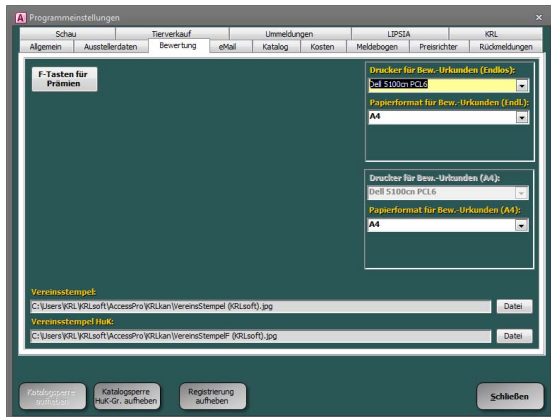 Programmeinstellungen
Schau Tierverkauf Ummeldungen LIPSIA KRL
Allgemein Ausstellerdaten Bewertung eMail Katalog Kosten Meldebogen Preisrichter Rückmeldungen
F-Tasten für
Prämien
Drucker für Bew.-Urkunden (Endlos):
Dell 5100cn PCL6
Papierformat für Bew.-Urkunden (Endl.):
A4
Drucker für Bew.-Urkunden (A4):
Dell 5100cn PCL6
Papierformat für Bew.-Urkunden (A4):
A4
Vereinsstempel:
C:\Users\KRL\KRLsoft\AccessPro\KRLkan\VereinsStempel (KRLsoft).jpg
Datei
Vereinsstempel HuK:
C:\Users\KRL\KRLsoft\AccessPro\KRLkan\VereinsStempelF (KRLsoft).jpg
Datei
Katalogsperre
aufheben
Katalogsperre
HuK-Gr. aufheben
Registrierung
aufheben
Schließen